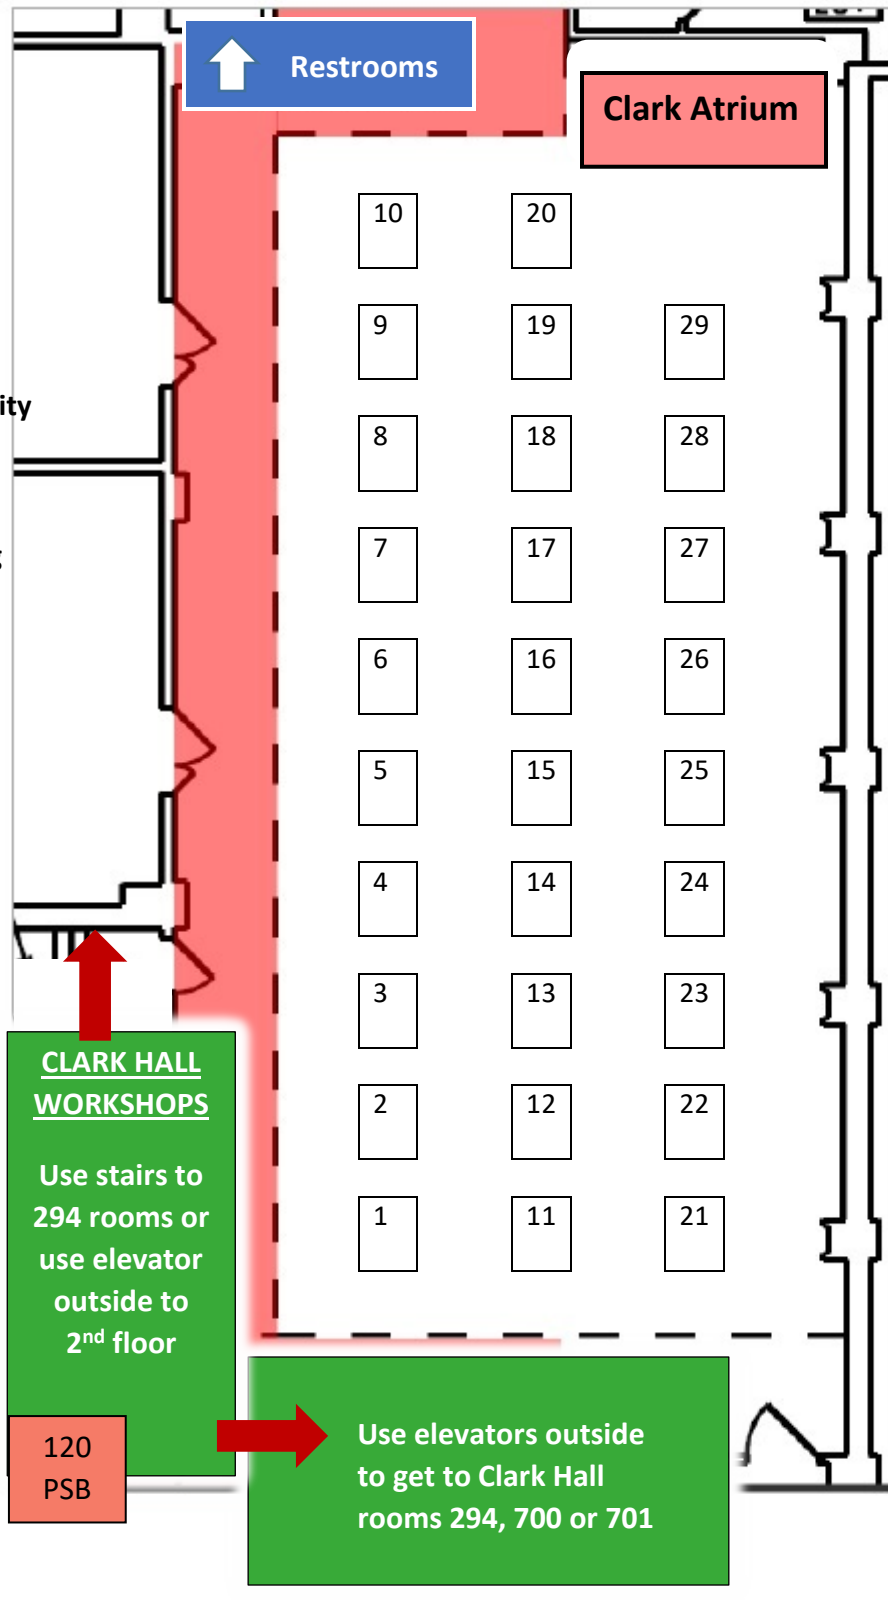 Restrooms
Clark Atrium
10 20
9 19 29
ity
8 18 28
7 17 27
6 16 26
5 15 25
4 14 24
3 13 23
2 12 22
1 11 21
CLARK HALL
WORKSHOPS
Use stairs to
294 rooms or
use elevator
outside to
2nd floor
120
PSB
Use elevators outside
to get to Clark Hall
rooms 294, 700 or 701